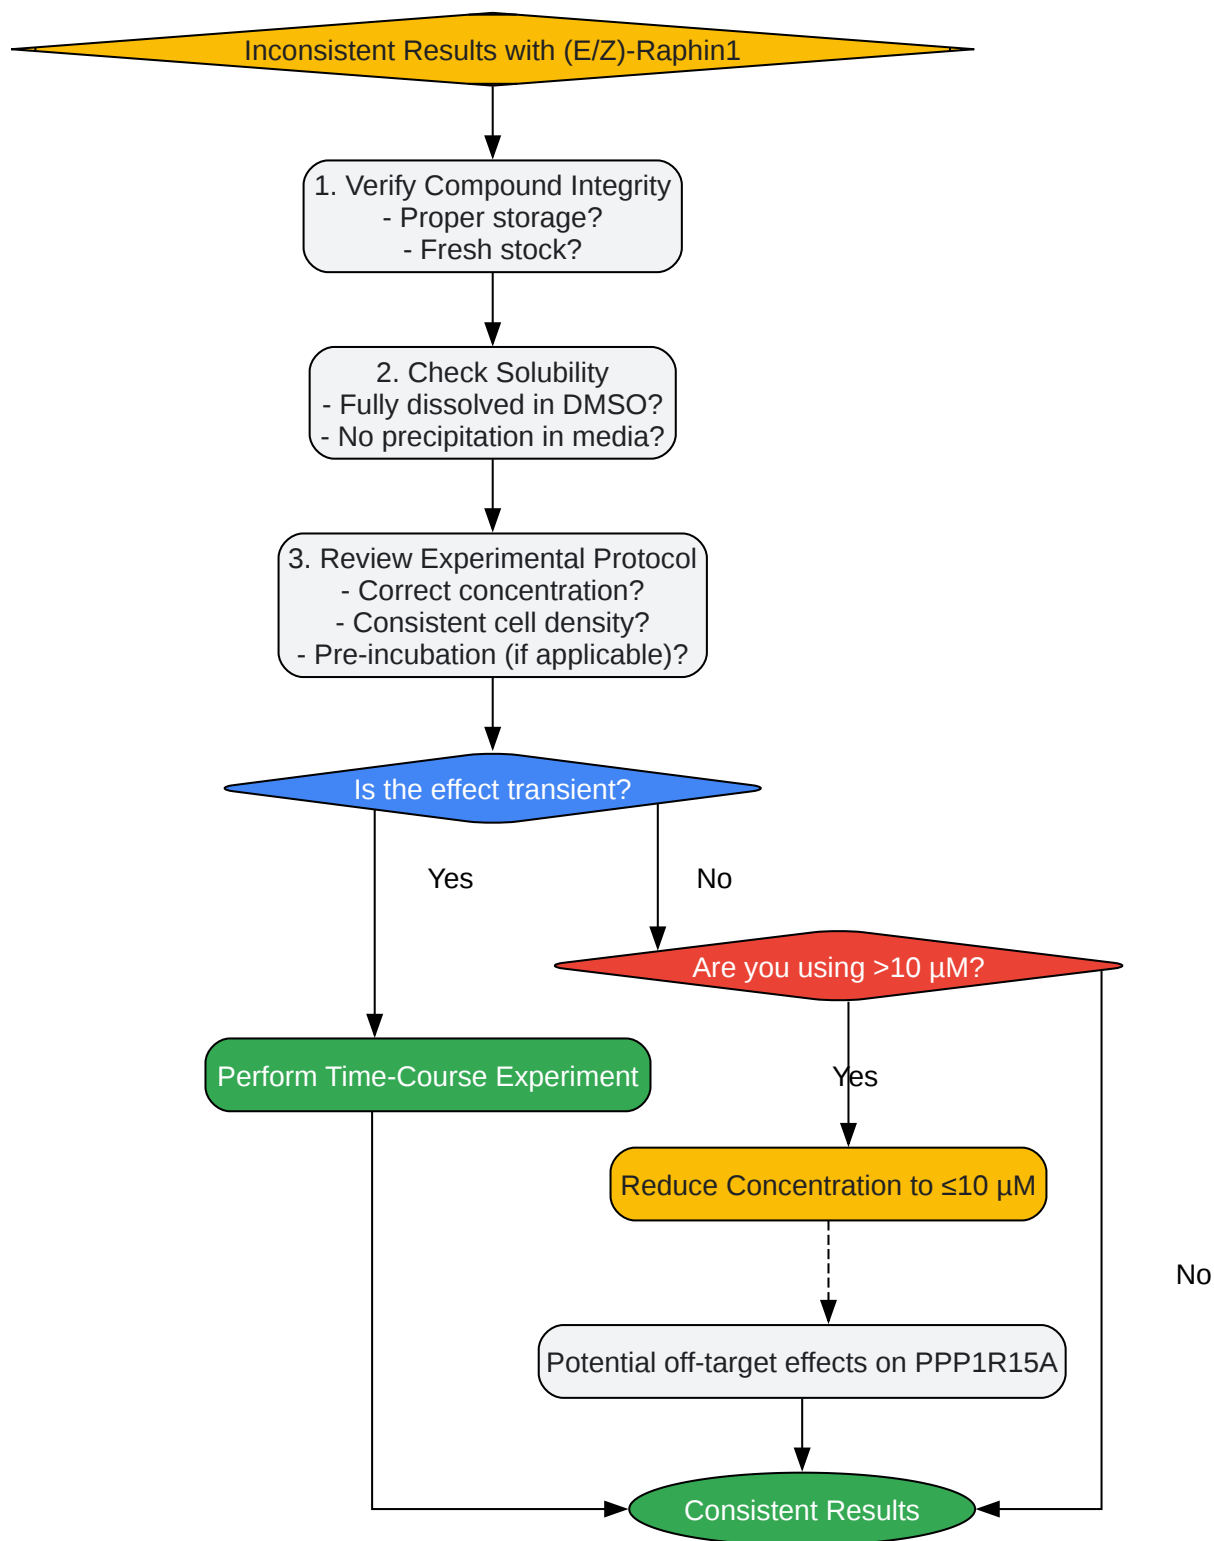 Inconsistent Results with (E/Z)-Raphin1
1. Verify Compound Integrity
- Proper storage?
- Fresh stock?
2. Check Solubility
- Fully dissolved in DMSO?
- No precipitation in media?
3. Review Experimental Protocol
- Correct concentration?
- Consistent cell density?
- Pre-incubation (if applicable)?
Is the effect transient?
Yes
No
Are you using >10 µM?
Perform Time-Course Experiment
Yes
Reduce Concentration to ≤10 µM
No
Potential off-target effects on PPP1R15A
Consistent Results